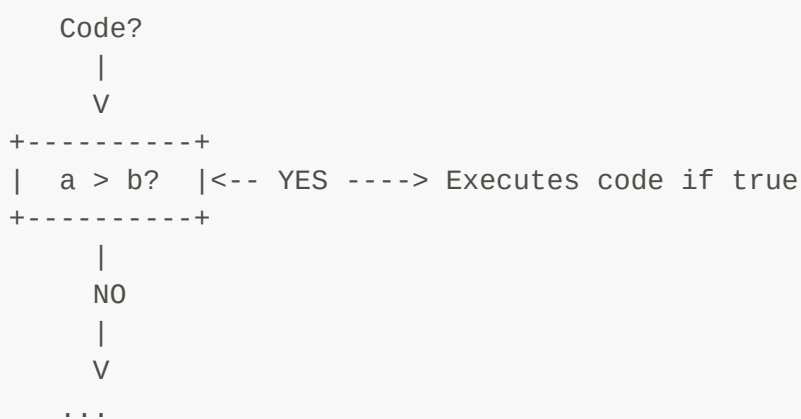 Code?
     |
     V
+----------+
|  a > b?  |<-- YES ----> Executes code if true
+----------+
     |
     NO
     |
     V
   ...